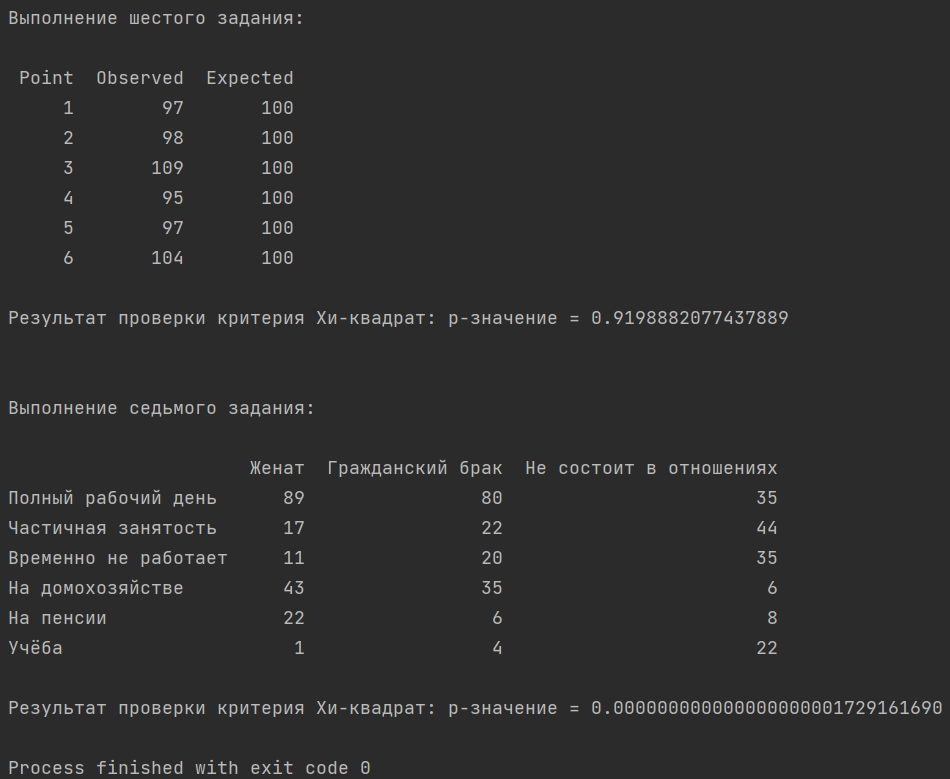 Выполнение шестого задания:
Point Observed Expected
1 97 100
2 98 100
3 109 100
4 95 100
5 97 100
6 104 100
Результат проверки критерия Хи-квадрат: p-значение = 0.9198882077437889
Выполнение седьмого задания:
Женат Гражданский брак Не состоит в отношениях
Полный рабочий день 89 80 35
Частичная занятость 17 22 44
Временно не работает 11 20 35
На домохозяйстве 43 35 6
На пенсии 22 6 8
Учёба 1 4 22
Результат проверки критерия Хи-квадрат: p-значение = 0.0000000000000000000001729161690
Process finished with exit code 0